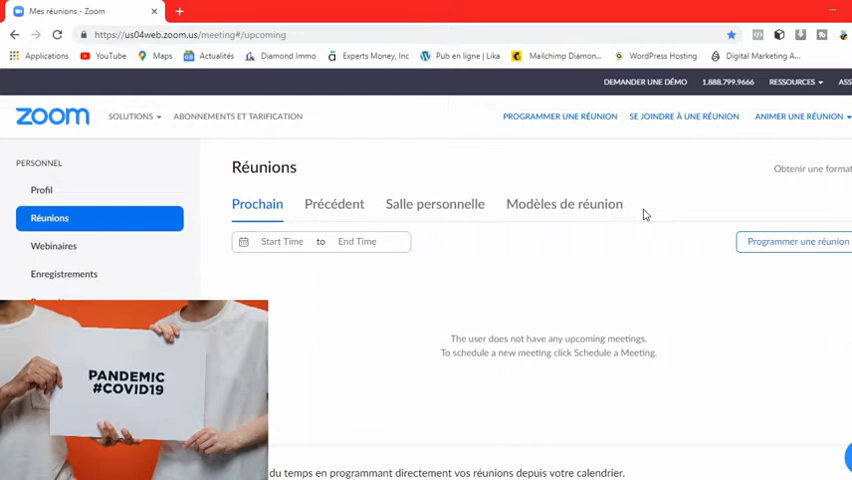 Mes réunions - Zoom
https://us04web.zoom.us/meeting#/upcoming
Applications YouTube Maps Actualités Diamond Immo Experts Money, Inc Pub en ligne | Lika Mailchimp Diamon... WordPress Hosting Digital Marketing A...
DEMANDER UNE DÉMO 1.888.799.9666 RESSOURCES ASS
zoom SOLUTIONS ABONNEMENTS ET TARIFICATION PROGRAMMER UNE RÉUNION SE JOINDRE À UNE RÉUNION ANIMER UNE RÉUNION
PERSONNEL
Profil
Réunions
Webinaires
Enregistrements
Réunions
Obtenir une format
Prochain Précédent Salle personnelle Modèles de réunion
Start Time to End Time
Programmer une réunion
The user does not have any upcoming meetings.
To schedule a new meeting click Schedule a Meeting.
PANDEMIC
#COVID19
du temps en programmant directement vos réunions depuis votre calendrier.